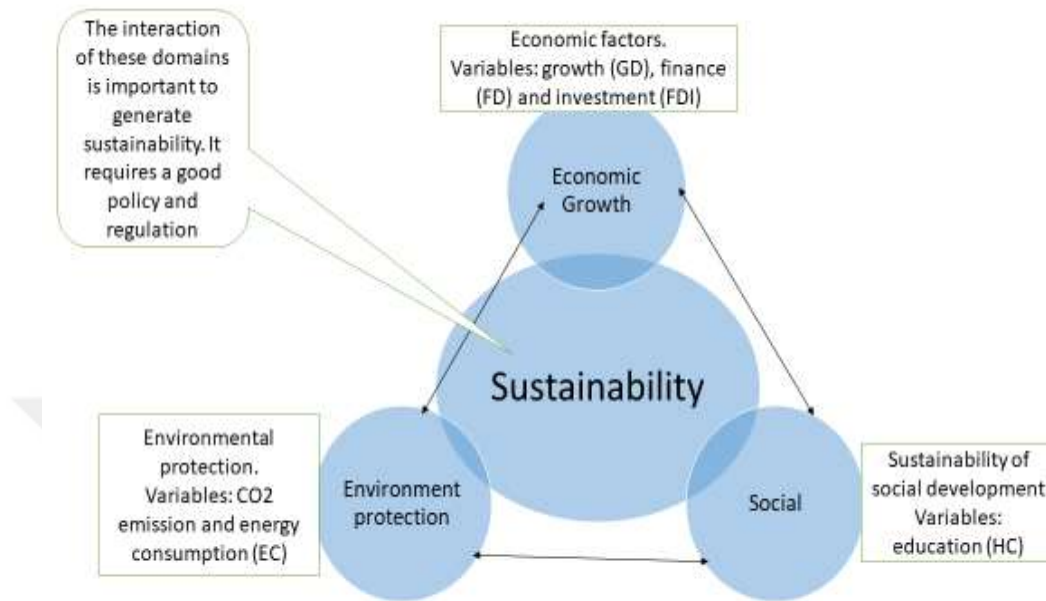 The interaction
of these domains
is important to
generate
sustainability. It
requires a good
policy and
regulation
Economic factors.
Variables: growth (GD), finance
(FD) and investment (FDI)
Economic
Growth
Sustainability
Environmental
protection.
Variables: CO2
emission and energy
consumption (EC)
Environment
protection
Social
Sustainability of
social development
Variables:
education (HC)